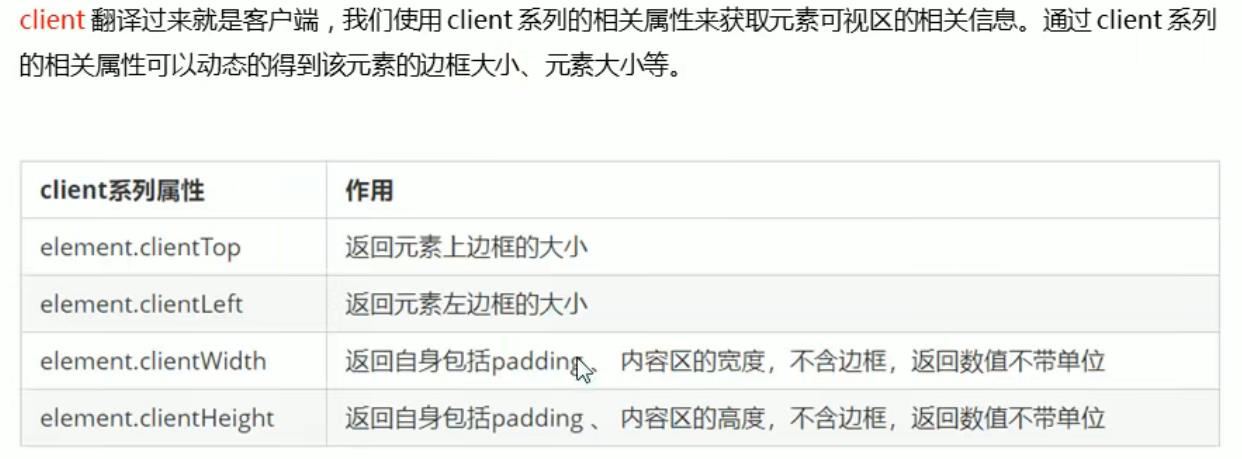 client 翻译过来就是客户端，我们使用 client 系列的相关属性来获取元素可视区的相关信息。通过 client 系列
的相关属性可以动态的得到该元素的边框大小、元素大小等。
client系列属性 作用
element.clientTop 返回元素上边框的大小
element.clientLeft 返回元素左边框的大小
element.clientWidth 返回自身包括padding 、 内容区的宽度，不含边框，返回数值不带单位
element.clientHeight 返回自身包括padding 、 内容区的高度，不含边框，返回数值不带单位